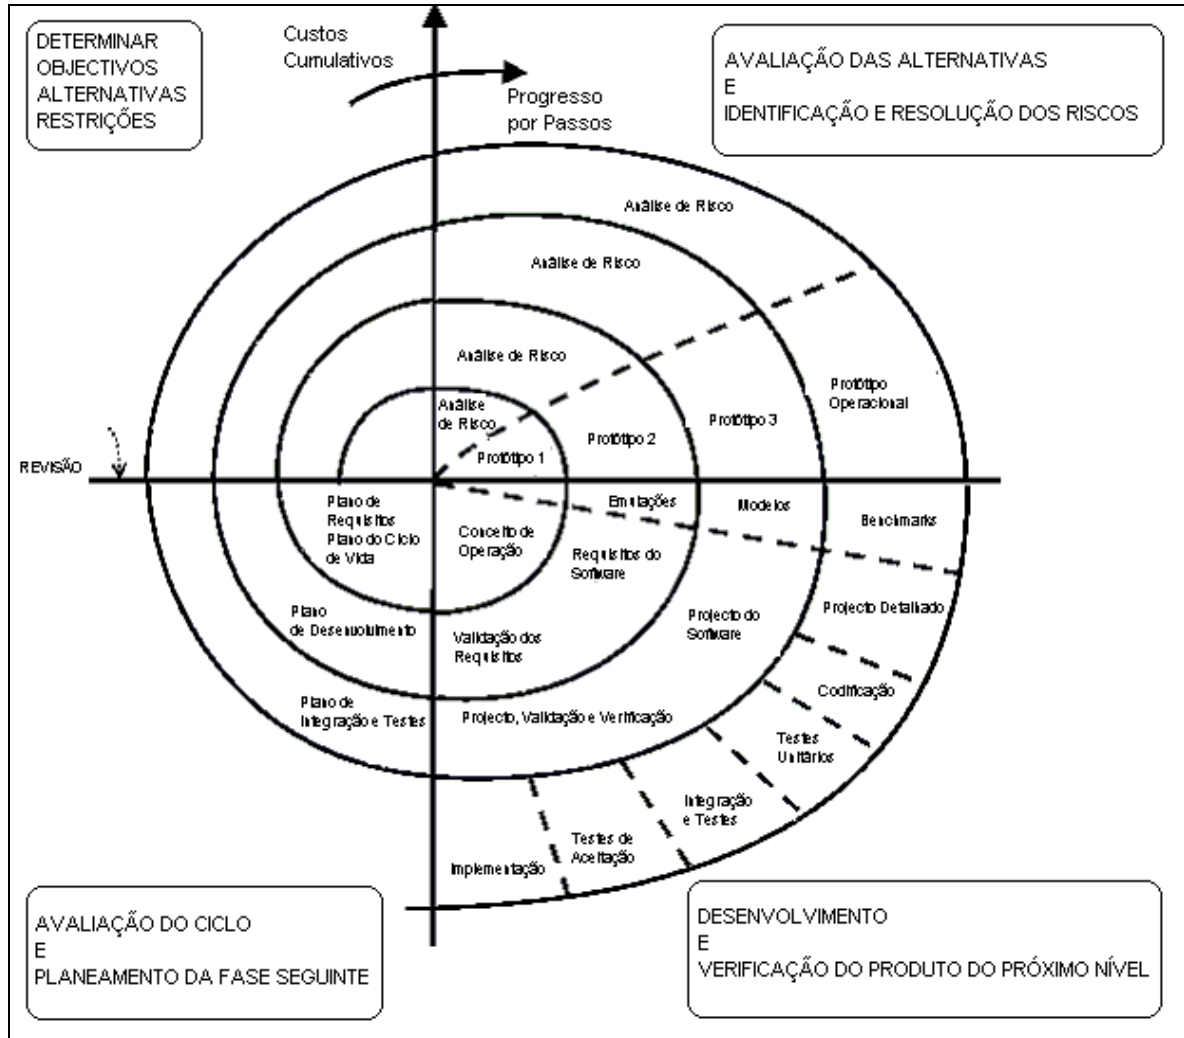 DETERMINAR
OBJECTIVOS
ALTERNATIVAS
RESTRIÇÕES
Custos
Cumulativos
Progresso
por Passos
AVALIAÇÃO DAS ALTERNATIVAS
E
IDENTIFICAÇÃO E RESOLUÇÃO DOS RISCOS
Análise de Risco
Análise de Risco
Análise de Risco
Análise
de Risco
Protótipo 1
Protótipo 2
Protótipo 3
Protótipo
Operacional
REVISÃO
Plano de
Requisitos
Plano do Ciclo
de Vida
Conceito de
Operação
Emulações
Modelos
Benchmarks
Requisitos do
Software
Plano
de Desenvolvimento
Validação dos
Requisitos
Projecto do
Software
Projecto Detalhado
Codificação
Plano de
Integração e Testes
Projecto, Validação e Verificação
Testes
Unitários
Integração
e Testes
Testes de
Aceitação
Implementação
AVALIAÇÃO DO CICLO
E
PLANEAMENTO DA FASE SEGUINTE
DESENVOLVIMENTO
E
VERIFICAÇÃO DO PRODUTO DO PRÓXIMO NÍVEL